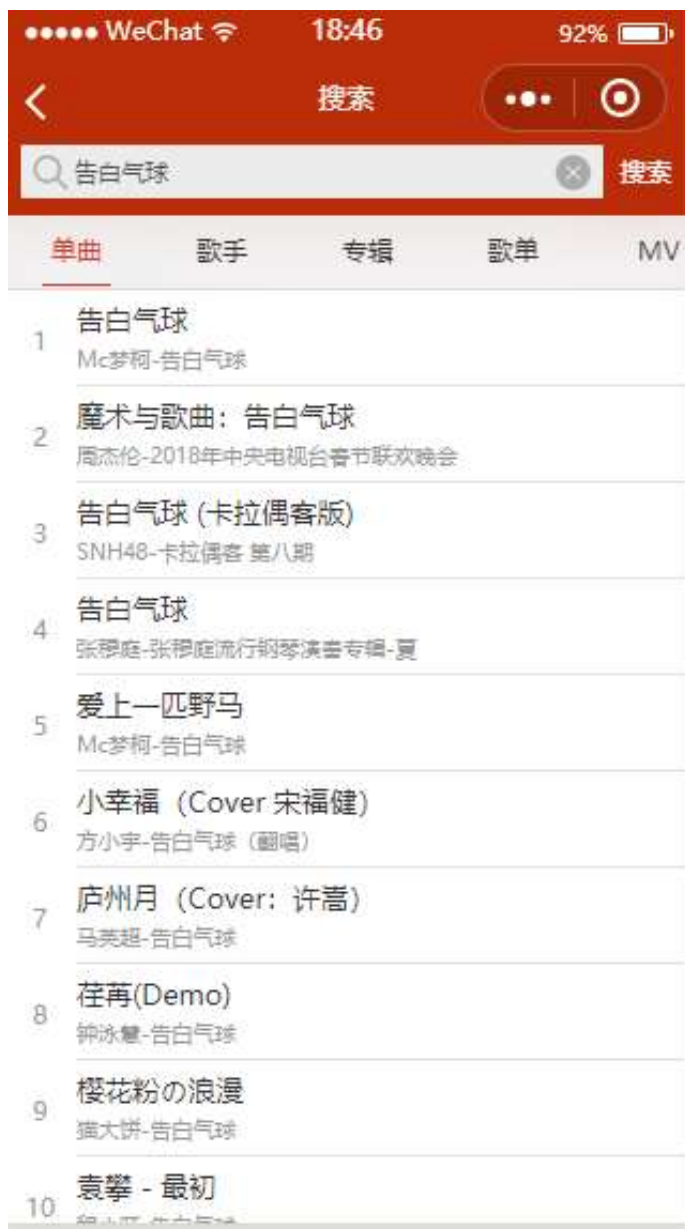 WeChat 18:46 92%
搜索
告白气球 搜索
单曲 歌手 专辑 歌单 MV
1 告白气球
Mc梦柯-告白气球
2 魔术与歌曲：告白气球
周杰伦-2018年中央电视台春节联欢晚会
3 告白气球 (卡拉偶客版)
SNH48-卡拉偶客 第八期
4 告白气球
张穆庭-张穆庭流行钢琴演奏专辑-夏
5 爱上一匹野马
Mc梦柯-告白气球
6 小幸福（Cover 宋福健）
方小宇-告白气球（翻唱）
7 庐州月（Cover：许嵩）
马英超-告白气球
8 荏苒(Demo)
钟泳慧-告白气球
9 樱花粉の浪漫
猫大饼-告白气球
10 袁攀 - 最初